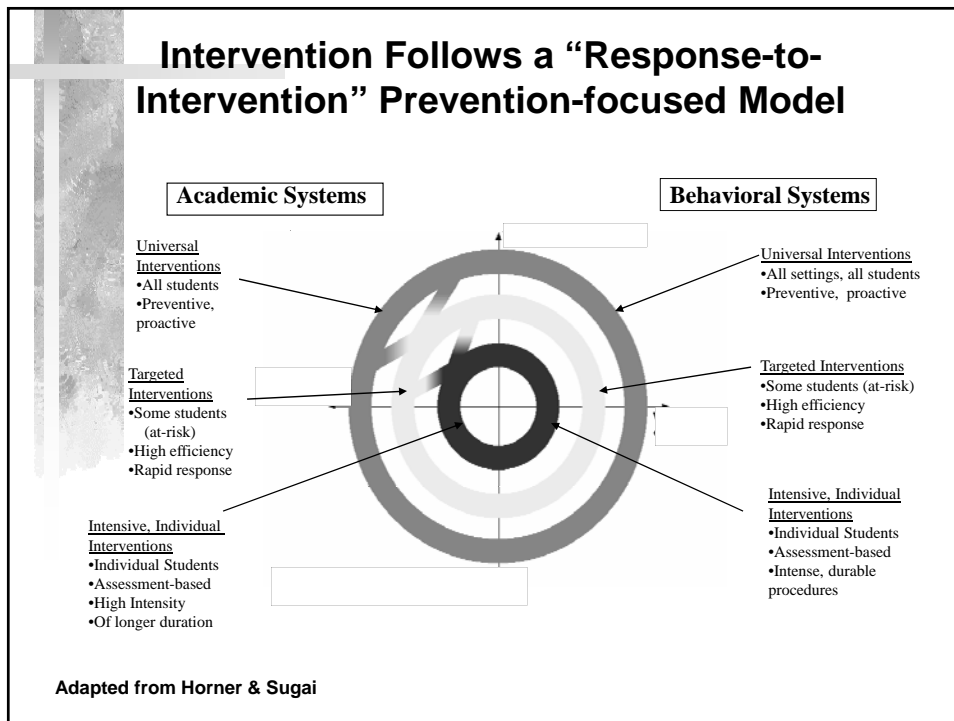 Intervention Follows a “Response-to-
Intervention” Prevention-focused Model
Academic Systems
Behavioral Systems
Universal
Interventions
•All students
•Preventive,
proactive
Targeted
Interventions
•Some students
(at-risk)
•High efficiency
•Rapid response
Intensive, Individual
Interventions
•Individual Students
•Assessment-based
•High Intensity
•Of longer duration
Universal Interventions
•All settings, all students
•Preventive, proactive
Targeted Interventions
•Some students (at-risk)
•High efficiency
•Rapid response
Intensive, Individual
Interventions
•Individual Students
•Assessment-based
•Intense, durable
procedures
Adapted from Horner & Sugai